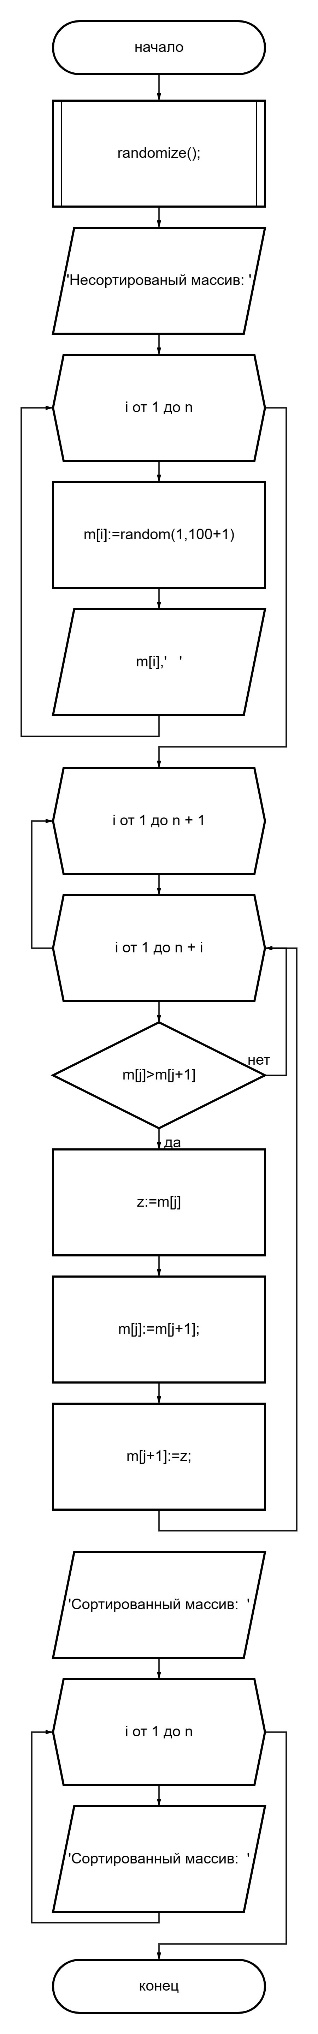 начало
randomize();
'Несортированый массив: '
i от 1 до n
m[i]:=random(1,100+1)
m[i],'   '
i от 1 до n + 1
i от 1 до n + i
m[j]>m[j+1]
нет
да
z:=m[j]
m[j]:=m[j+1];
m[j+1]:=z;
'Сортированный массив:  '
i от 1 до n
'Сортированный массив:  '
конец